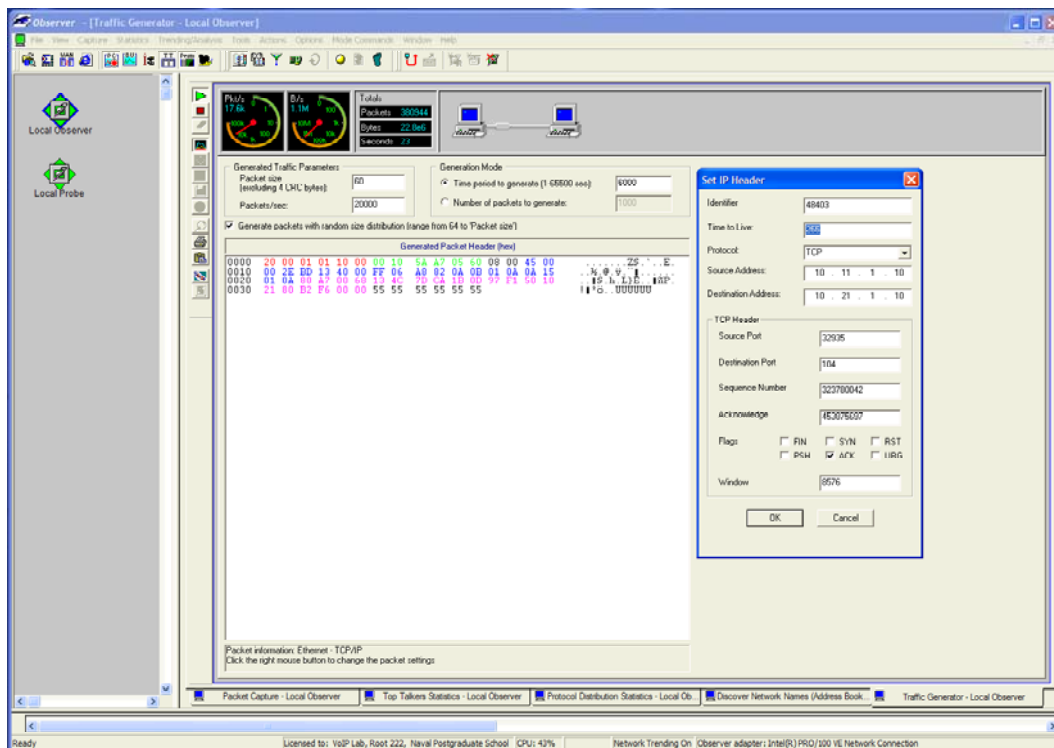 Observer - [Traffic Generator - Local Observer]
File View Capture Statistics Trending/Analysis Tools Actions Options Mode Commands Window Help
Local Observer
Local Probe
Pkt/s
17.6k
B/s
1.1M
Totals
Packets 380944
Bytes 22.8e6
Seconds 23
Generated Traffic Parameters
Packet size
(excluding 4 CRC bytes): 60
Packets/sec: 20000
Generation Mode
Time period to generate (1-65500 sec): 6000
Number of packets to generate: 1000
Generate packets with random size distribution (range from 64 to 'Packet size')
Generated Packet Header (hex)
0000 20 00 01 01 10 00 00 10 5A A7 05 60 08 00 45 00
0010 00 2E BD 13 40 00 FF 06 A8 82 0A 0B 01 0A 0A 15
0020 01 0A 00 A7 00 60 13 4C 7D CA 1B 0D 97 F1 50 10
0030 21 80 B2 F6 00 00 55 55 55 55 55 55
Packet information: Ethernet - TCP/IP
Click the right mouse button to change the packet settings
Set IP Header
Identifier 48403
Time to Live: 255
Protocol: TCP
Source Address: 10 . 11 . 1 . 10
Destination Address: 10 . 21 . 1 . 10
TCP Header
Source Port 32935
Destination Port 104
Sequence Number 323780042
Acknowledge 453875697
Flags FIN SYN RST
PSH ACK URG
Window 8576
OK Cancel
Packet Capture - Local Observer Top Talkers Statistics - Local Observer Protocol Distribution Statistics - Local Ob... Discover Network Names (Address Book... Traffic Generator - Local Observer
Ready Licensed to: VoIP Lab, Root 222, Naval Postgraduate School CPU: 43% Network Trending On Observer adapter: Intel(R) PRO/100 VE Network Connection